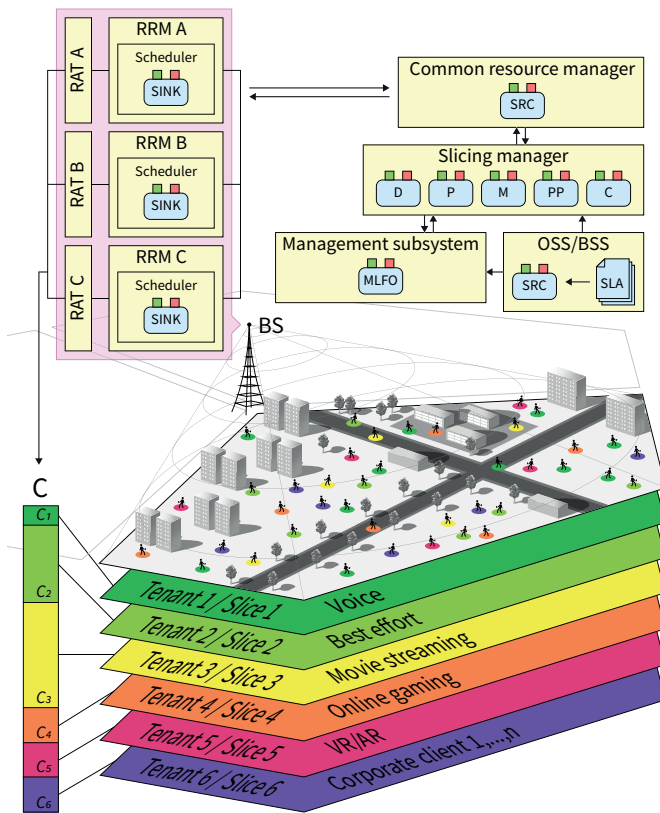 RAT A
RRM A
Scheduler
SINK
RAT B
RRM B
Scheduler
SINK
RAT C
RRM C
Scheduler
SINK
Common resource manager
SRC
Slicing manager
D
P
M
PP
C
Management subsystem
MLFO
OSS/BSS
SRC
SLA
BS
C
C1
C2
C3
C4
C5
C6
Tenant 1 / Slice 1
Voice
Tenant 2 / Slice 2
Best effort
Tenant 3 / Slice 3
Movie streaming
Tenant 4 / Slice 4
Online gaming
Tenant 5 / Slice 5
VR/AR
Tenant 6 / Slice 6
Corporate client 1,...,n